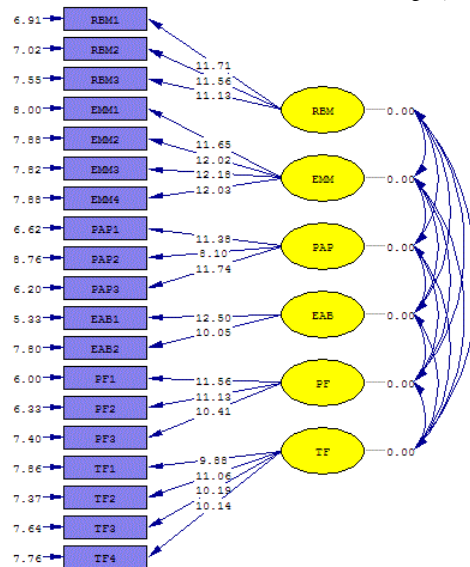 6.91 RBM1
7.02 RBM2
7.55 RBM3
8.00 EMM1
7.88 EMM2
7.82 EMM3
7.88 EMM4
6.62 PAP1
8.76 PAP2
6.20 PAP3
5.33 EAB1
7.80 EAB2
6.00 PF1
6.33 PF2
7.40 PF3
7.86 TF1
7.37 TF2
7.64 TF3
7.76 TF4
11.71
11.56
11.13
11.65
12.02
12.18
12.03
11.38
8.10
11.74
12.50
10.05
11.56
11.13
10.41
9.88
11.06
10.19
10.14
RBM 0.00
EMM 0.00
PAP 0.00
EAB 0.00
PF 0.00
TF 0.00